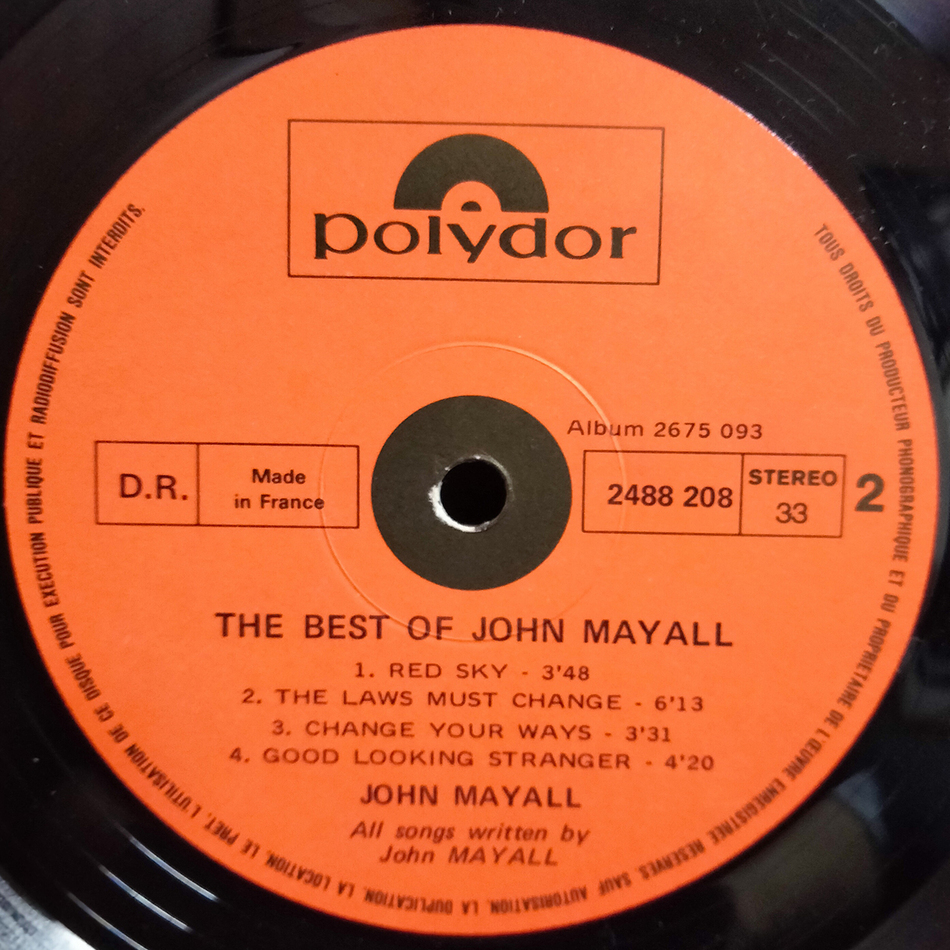 polydor
Album 2675 093
D.R.
Made
in France
2488 208
STEREO
33
2
THE BEST OF JOHN MAYALL
1. RED SKY - 3'48
2. THE LAWS MUST CHANGE - 6'13
3. CHANGE YOUR WAYS - 3'31
4. GOOD LOOKING STRANGER - 4'20
JOHN MAYALL
All songs written by
John MAYALL
TOUS DROITS DU PRODUCTEUR PHONOGRAPHIQUE ET DU PROPRIETAIRE DE L'ŒUVRE ENREGISTREE RESERVES. SAUF AUTORISATION, LA DUPLICATION, LA LOCATION, LE PRET, L'UTILISATION DE CE DISQUE POUR EXECUTION PUBLIQUE ET RADIODIFFUSION SONT INTERDITS.